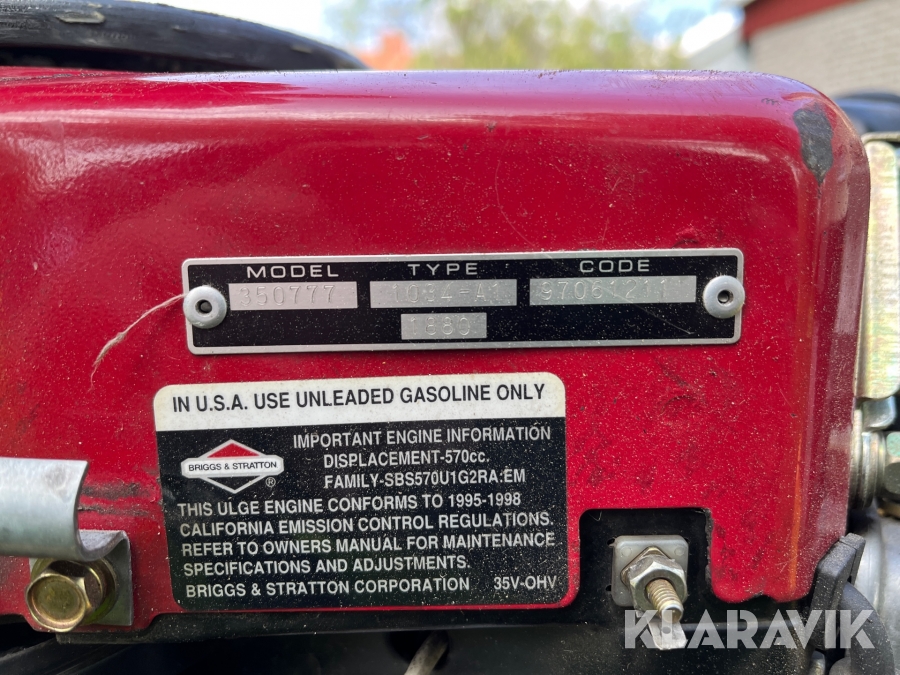 MODEL TYPE CODE
350777 1084-A1 97061211
IN U.S.A. USE UNLEADED GASOLINE ONLY
IMPORTANT ENGINE INFORMATION
DISPLACEMENT-570cc.
BRIGGS & STRATTON
®
FAMILY-SBS570U1G2RA:EM
THIS ULGE ENGINE CONFORMS TO 1995-1998
CALIFORNIA EMISSION CONTROL REGULATIONS.
REFER TO OWNERS MANUAL FOR MAINTENANCE
SPECIFICATIONS AND ADJUSTMENTS.
BRIGGS & STRATTON CORPORATION 35V-OHV
KLARAVIK